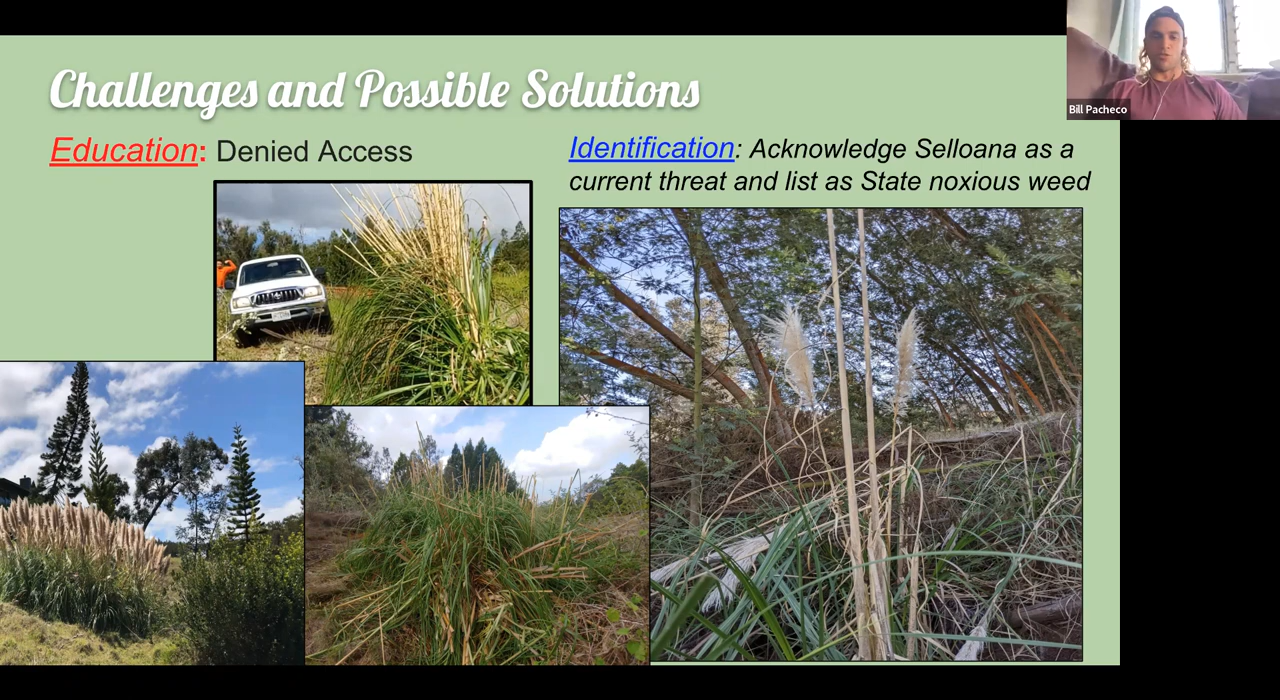 Challenges and Possible Solutions
Education: Denied Access
Identification: Acknowledge Selloana as a
current threat and list as State noxious weed
Bill Pacheco